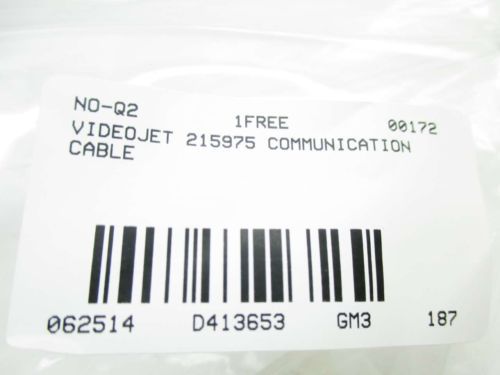 NO-Q2 1FREE 00172
VIDEOJET 215975 COMMUNICATION
CABLE
062514 D413653 GM3 187